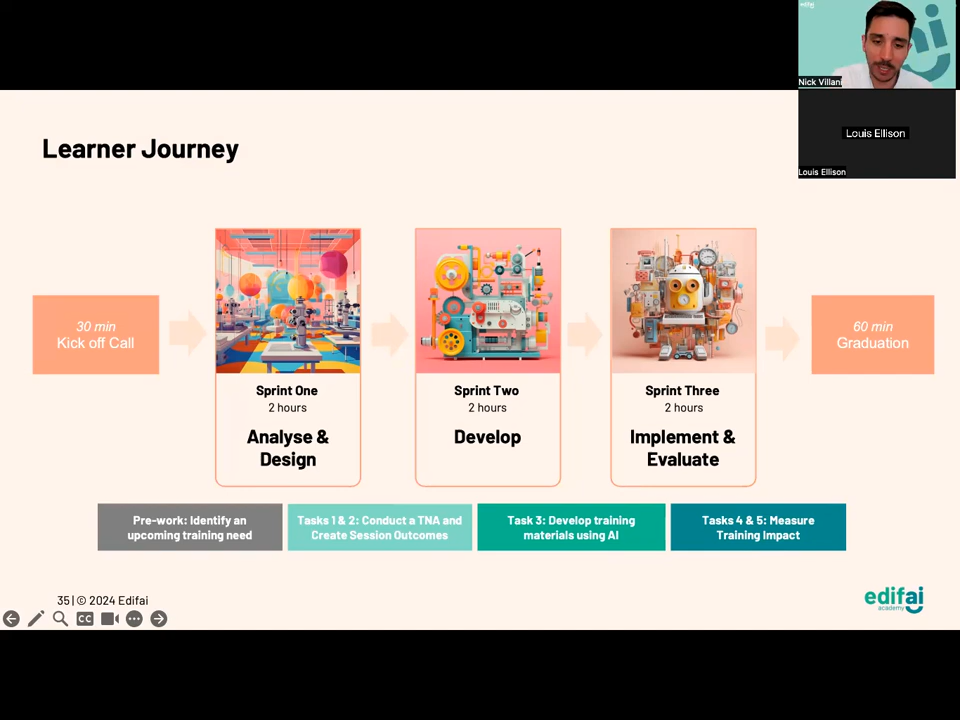 edifai
Nick Villani
Louis Ellison
Louis Ellison
Learner Journey
30 min
Kick off Call
Sprint One
2 hours
Analyse &
Design
Sprint Two
2 hours
Develop
Sprint Three
2 hours
Implement &
Evaluate
60 min
Graduation
Pre-work: Identify an
upcoming training need
Tasks 1 & 2: Conduct a TNA and
Create Session Outcomes
Task 3: Develop training
materials using AI
Tasks 4 & 5: Measure
Training Impact
35 | © 2024 Edifai
CC
edifai
academy